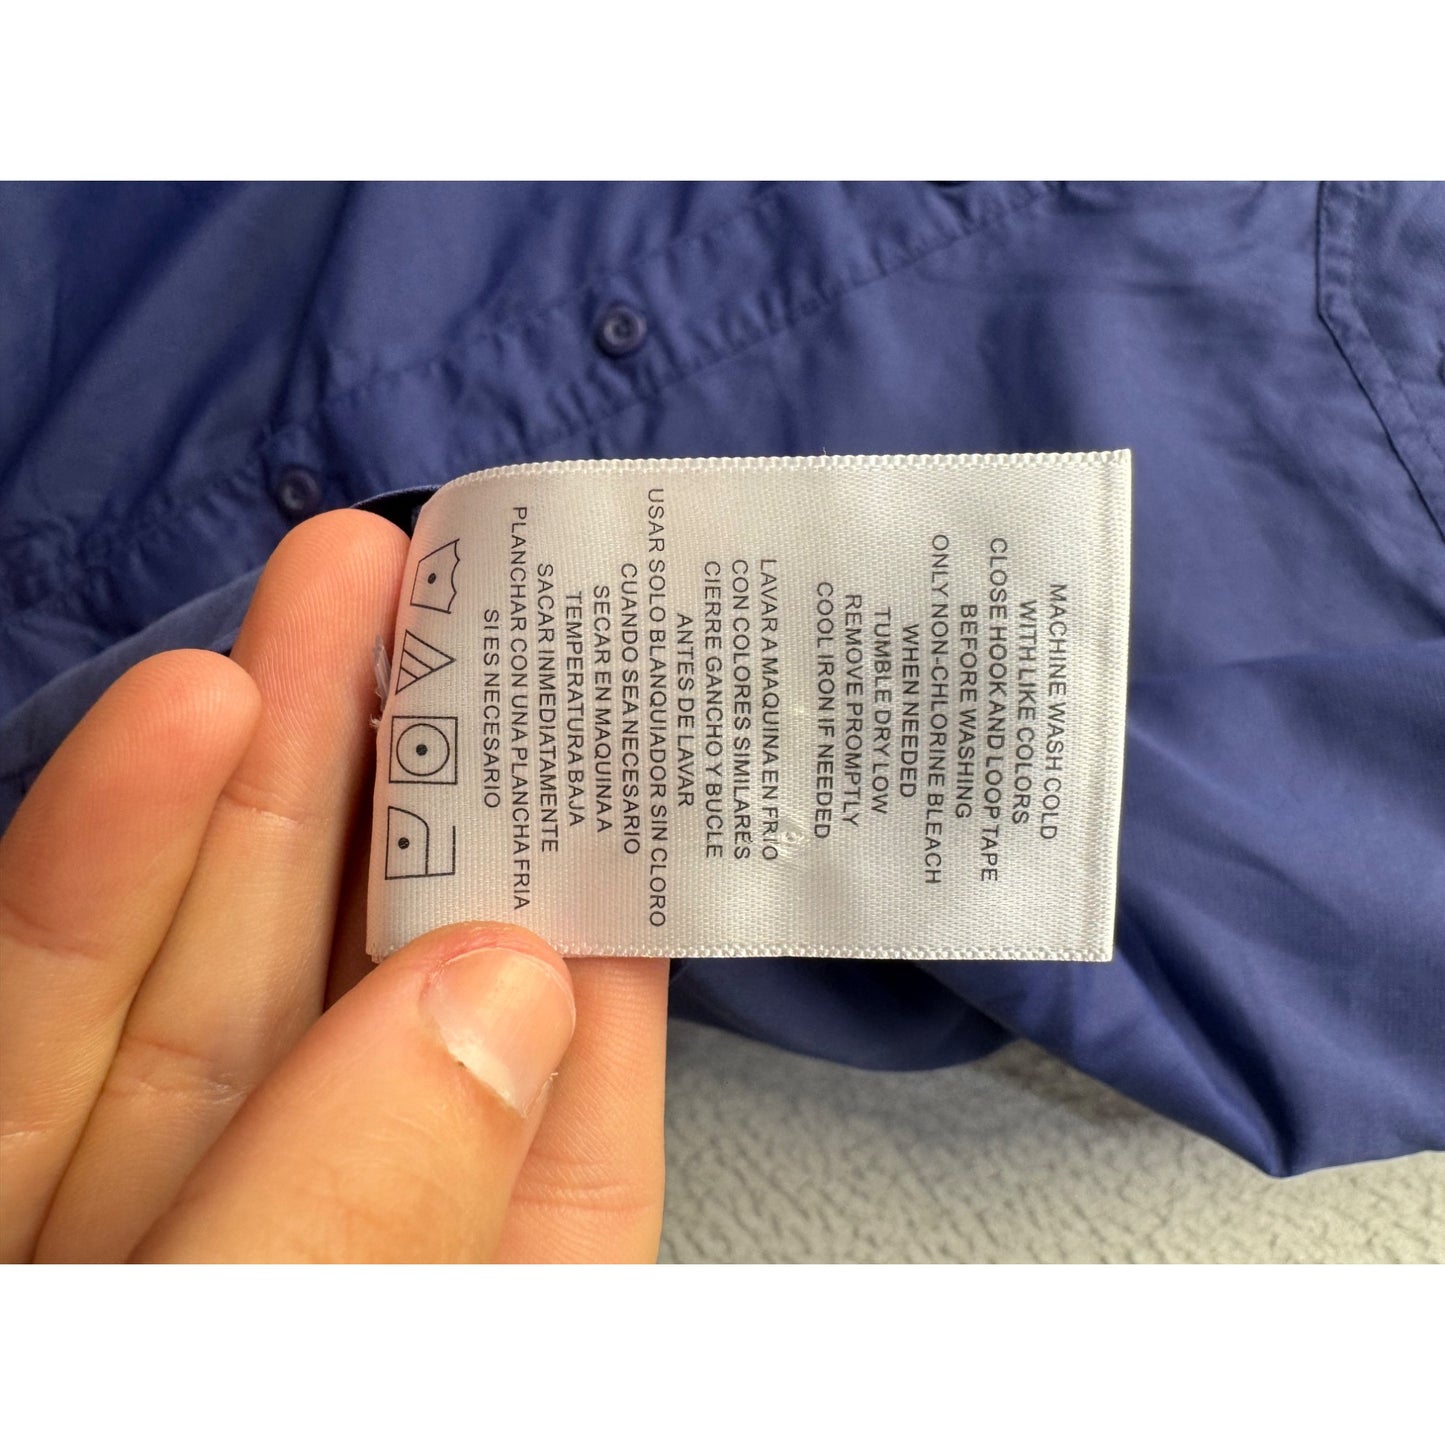 MACHINE WASH COLD
WITH LIKE COLORS
CLOSE HOOK AND LOOP TAPE
BEFORE WASHING
ONLY NON-CHLORINE BLEACH
WHEN NEEDED
TUMBLE DRY LOW
REMOVE PROMPTLY
COOL IRON IF NEEDED
LAVAR A MAQUINA EN FRIO
CON COLORES SIMILARES
CIERRE GANCHO Y BUCLE
ANTES DE LAVAR
USAR SOLO BLANQUIADOR SIN CLORO
CUANDO SEA NECESARIO
SECAR EN MAQUINA A
TEMPERATURA BAJA
SACAR INMEDIATAMENTE
PLANCHAR CON UNA PLANCHA FRIA
SI ES NECESARIO